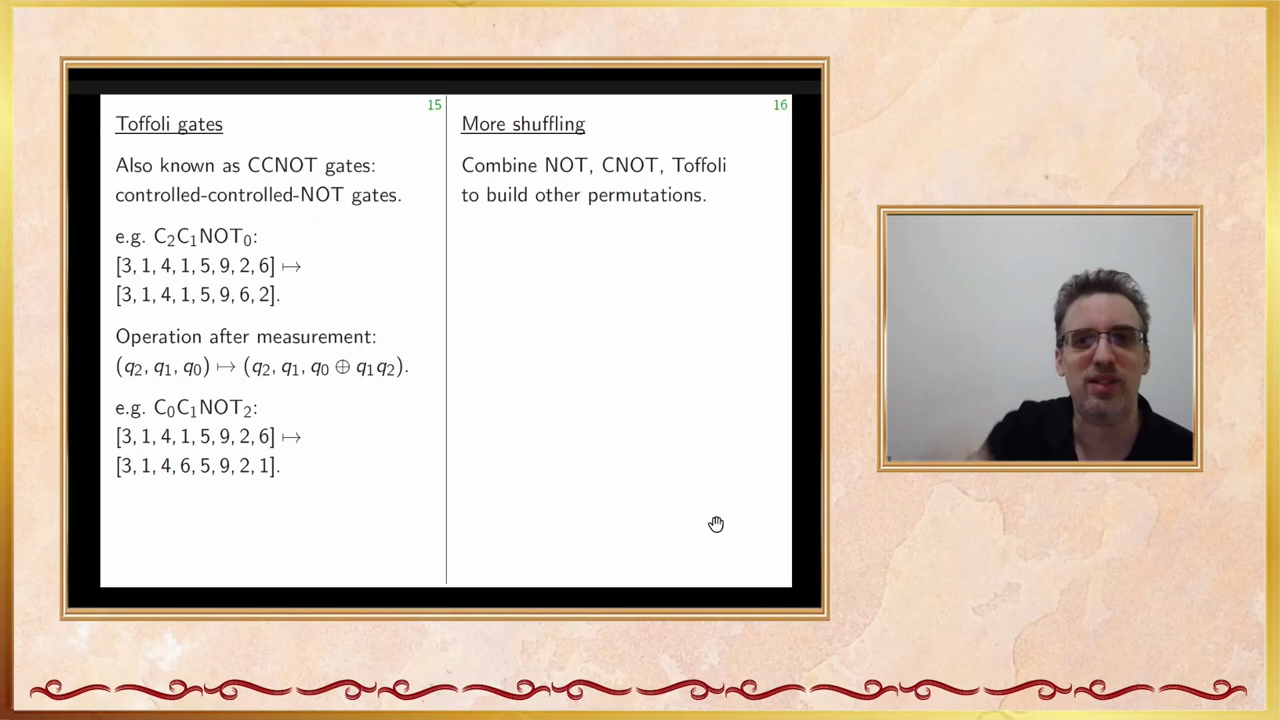 15
Toffoli gates
Also known as CCNOT gates:
controlled-controlled-NOT gates.
e.g. C₂C₁NOT₀:
[3, 1, 4, 1, 5, 9, 2, 6] ↦
[3, 1, 4, 1, 5, 9, 6, 2].
Operation after measurement:
(q₂, q₁, q₀) ↦ (q₂, q₁, q₀ ⊕ q₁q₂).
e.g. C₀C₁NOT₂:
[3, 1, 4, 1, 5, 9, 2, 6] ↦
[3, 1, 4, 6, 5, 9, 2, 1].
16
More shuffling
Combine NOT, CNOT, Toffoli
to build other permutations.